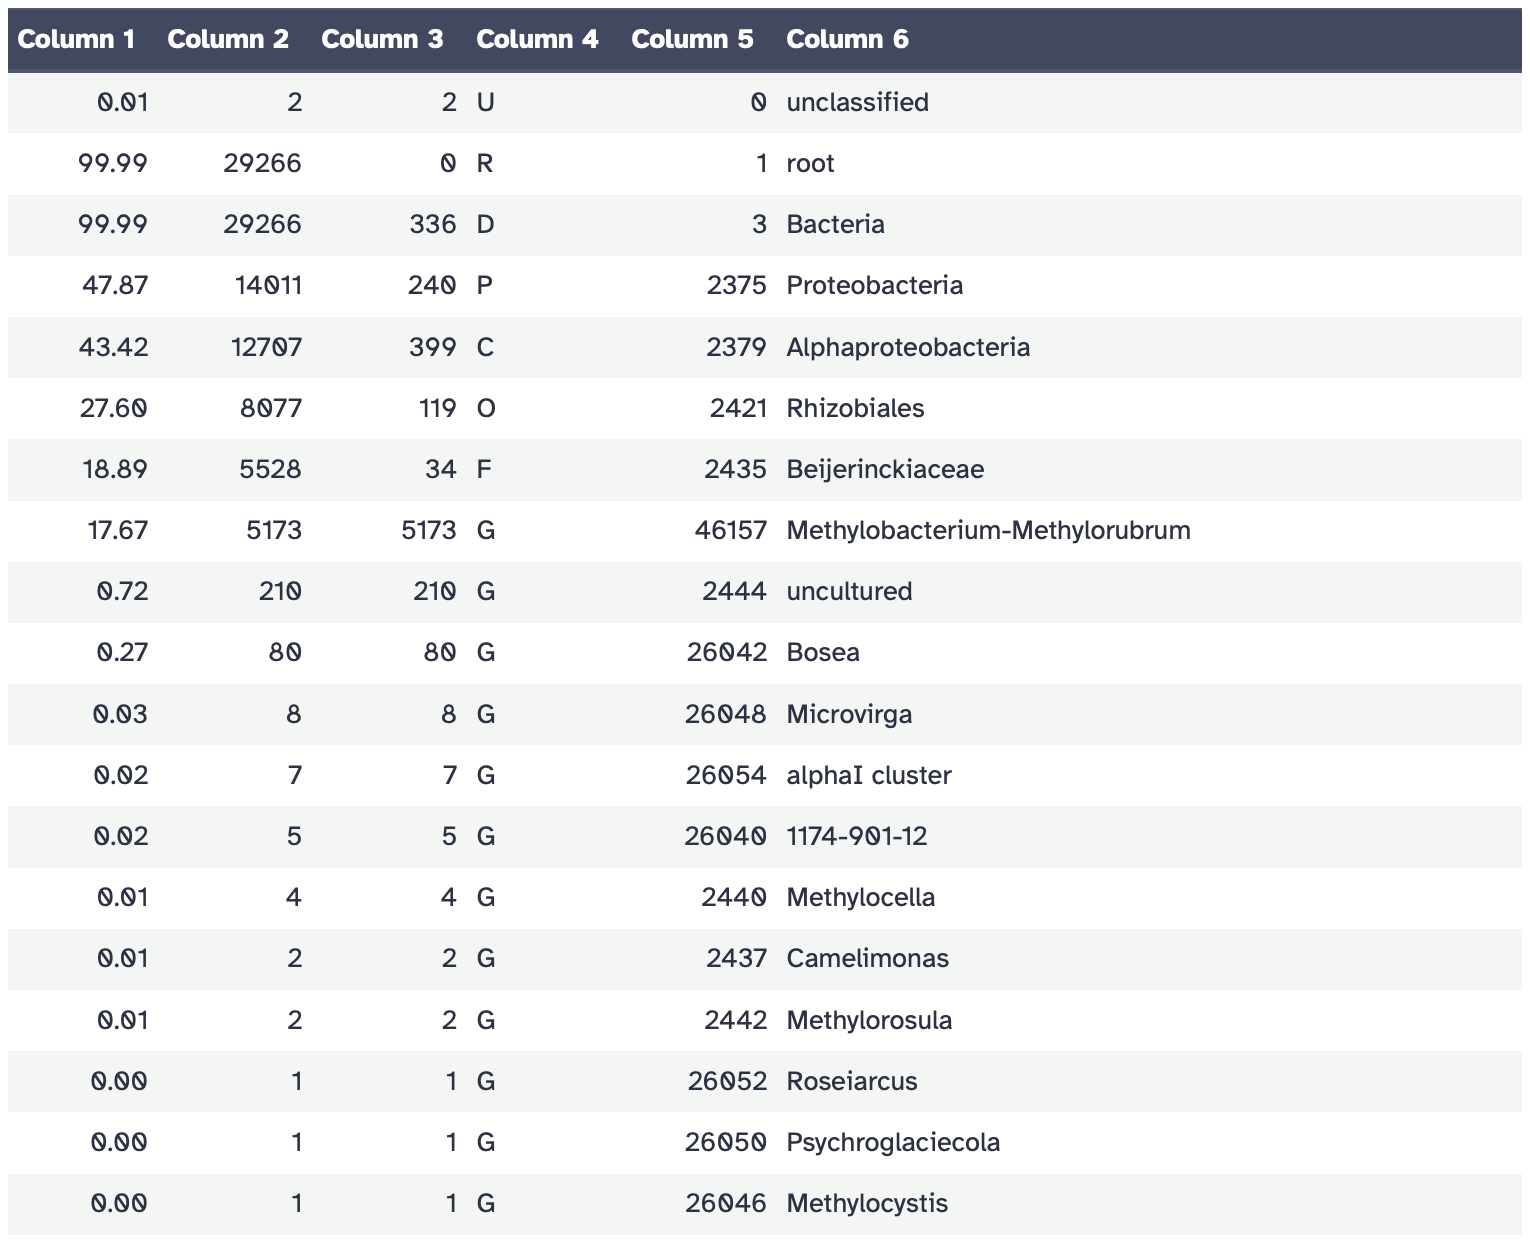 Column 1 Column 2 Column 3 Column 4 Column 5 Column 6
0.01 2 2 U 0 unclassified
99.99 29266 0 R 1 root
99.99 29266 336 D 3 Bacteria
47.87 14011 240 P 2375 Proteobacteria
43.42 12707 399 C 2379 Alphaproteobacteria
27.60 8077 119 O 2421 Rhizobiales
18.89 5528 34 F 2435 Beijerinckiaceae
17.67 5173 5173 G 46157 Methylobacterium-Methylorubrum
0.72 210 210 G 2444 uncultured
0.27 80 80 G 26042 Bosea
0.03 8 8 G 26048 Microvirga
0.02 7 7 G 26054 alphaI cluster
0.02 5 5 G 26040 1174-901-12
0.01 4 4 G 2440 Methylocella
0.01 2 2 G 2437 Camelimonas
0.01 2 2 G 2442 Methylorosula
0.00 1 1 G 26052 Roseiarcus
0.00 1 1 G 26050 Psychroglaciecola
0.00 1 1 G 26046 Methylocystis